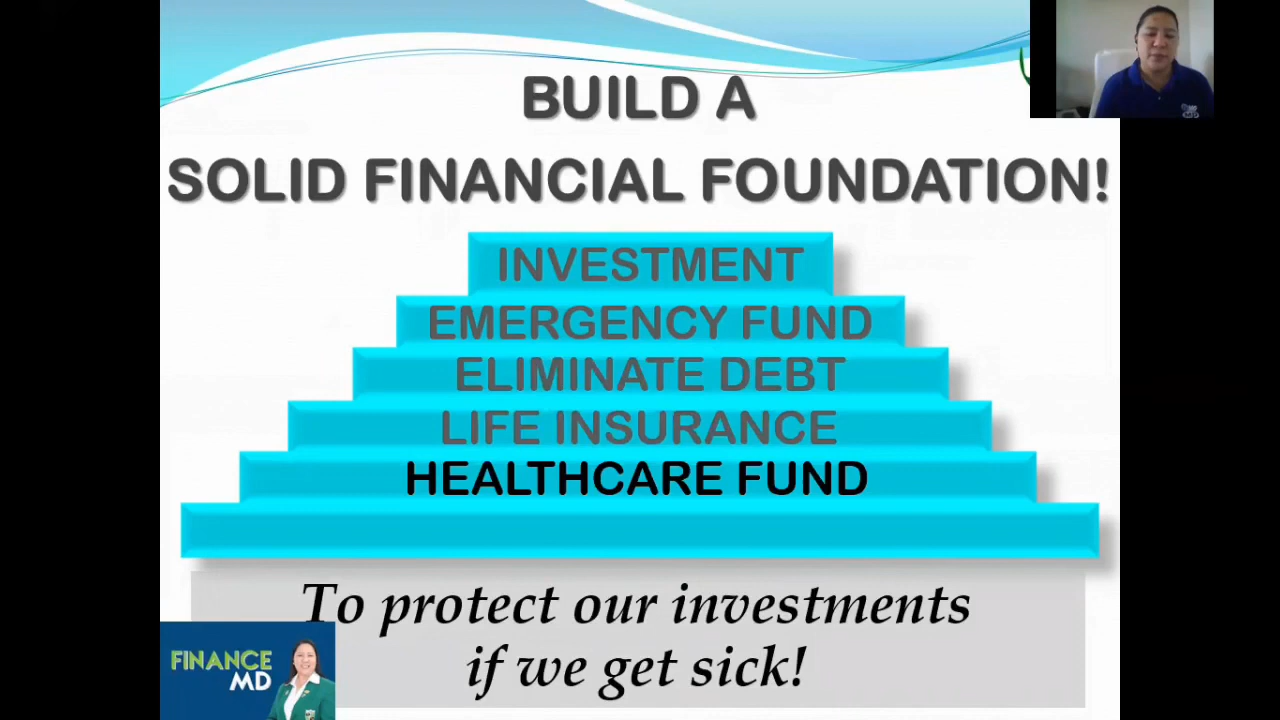 BUILD A
SOLID FINANCIAL FOUNDATION!
INVESTMENT
EMERGENCY FUND
ELIMINATE DEBT
LIFE INSURANCE
HEALTHCARE FUND
To protect our investments
if we get sick!
FINANCE
MD